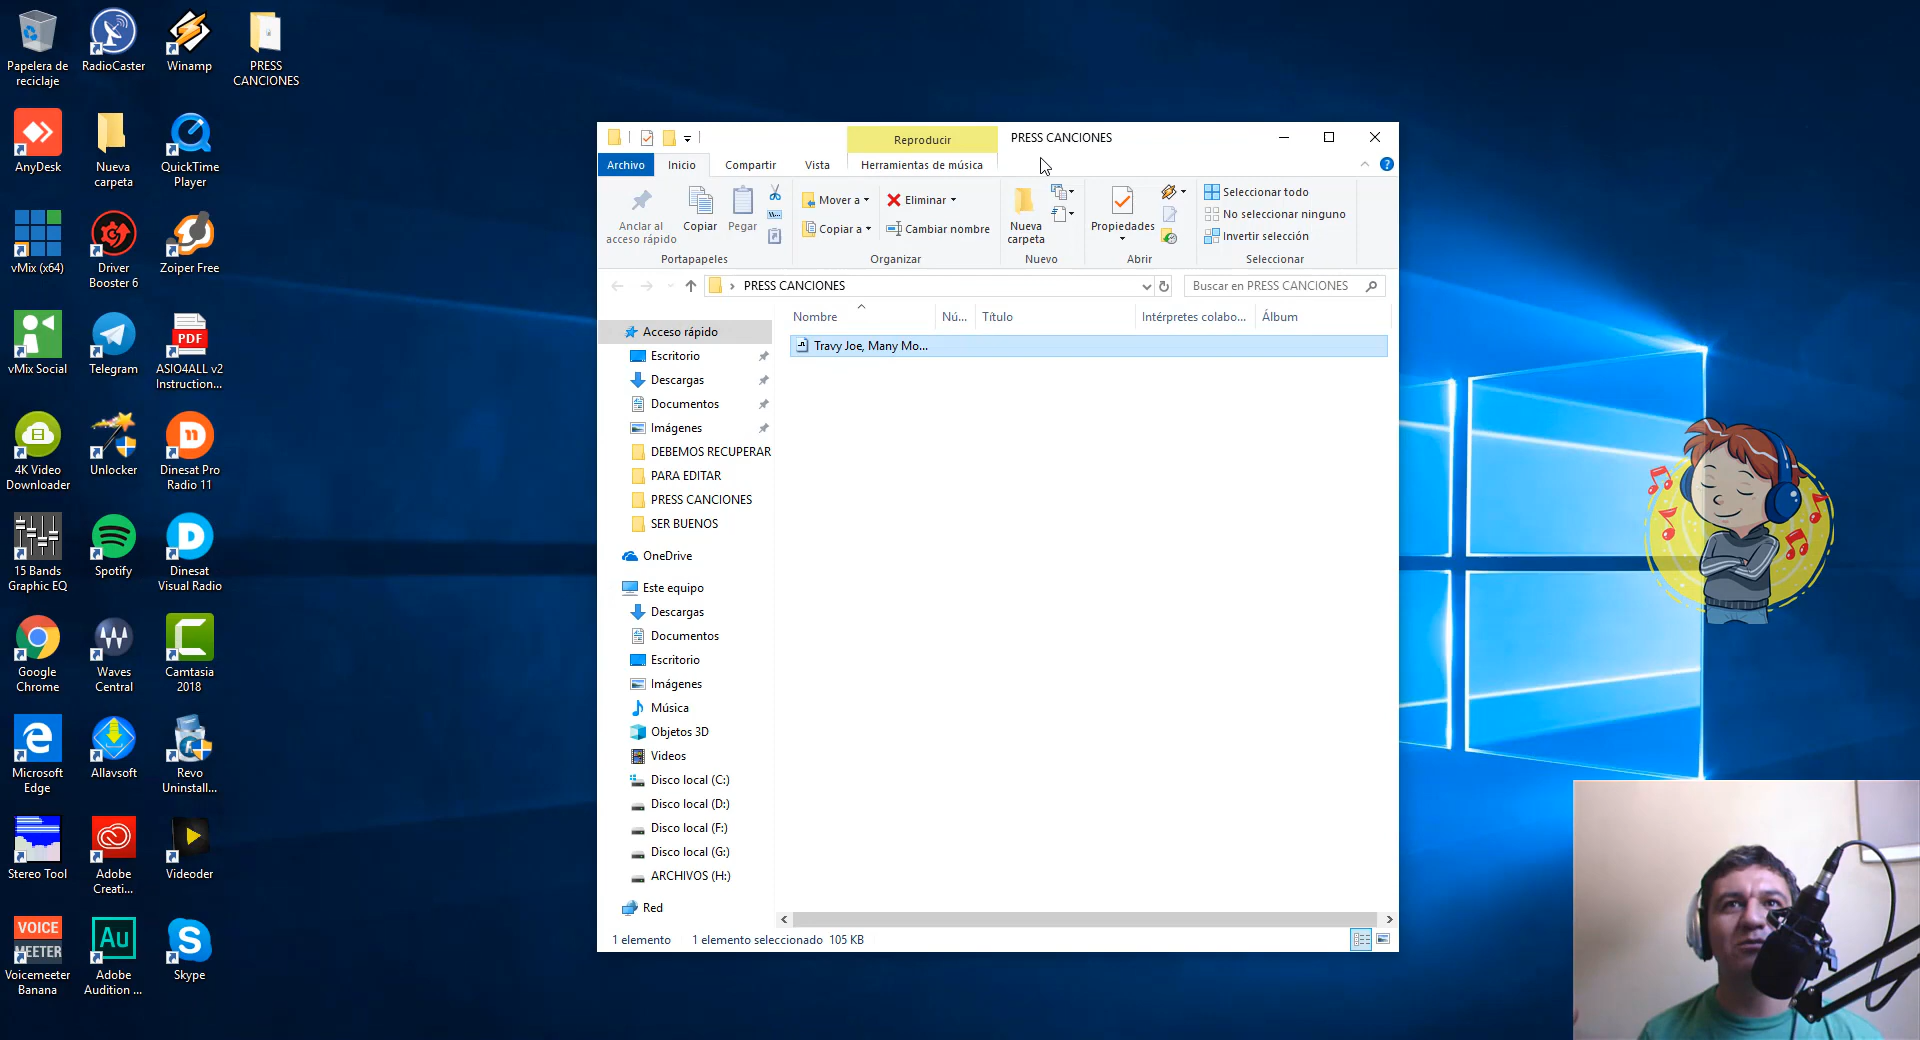 Papelera de
reciclaje
RadioCaster
Winamp
PRESS
CANCIONES
AnyDesk
Nueva
carpeta
QuickTime
Player
vMix (x64)
Driver
Booster 6
Zoiper Free
vMix Social
Telegram
PDF
ASIO4ALL v2
Instruction...
4K Video
Downloader
Unlocker
Dinesat Pro
Radio 11
15 Bands
Graphic EQ
Spotify
Dinesat
Visual Radio
Google
Chrome
Waves
Central
Camtasia
2018
Microsoft
Edge
Allavsoft
Revo
Uninstall...
Stereo Tool
Adobe
Creati...
Videoder
VOICE
MEETER
Voicemeeter
Banana
Au
Adobe
Audition ...
Skype
Reproducir
PRESS CANCIONES
Archivo
Inicio
Compartir
Vista
Herramientas de música
Anclar al
acceso rápido
Copiar
Pegar
Portapapeles
Mover a
Copiar a
Eliminar
Cambiar nombre
Organizar
Nueva
carpeta
Nuevo
Propiedades
Abrir
Seleccionar todo
No seleccionar ninguno
Invertir selección
Seleccionar
PRESS CANCIONES
Buscar en PRESS CANCIONES
Nombre
Nú...
Título
Intérpretes colabo...
Álbum
Travy Joe, Many Mo...
Acceso rápido
Escritorio
Descargas
Documentos
Imágenes
DEBEMOS RECUPERAR
PARA EDITAR
PRESS CANCIONES
SER BUENOS
OneDrive
Este equipo
Descargas
Documentos
Escritorio
Imágenes
Música
Objetos 3D
Videos
Disco local (C:)
Disco local (D:)
Disco local (F:)
Disco local (G:)
ARCHIVOS (H:)
Red
1 elemento
1 elemento seleccionado 105 KB